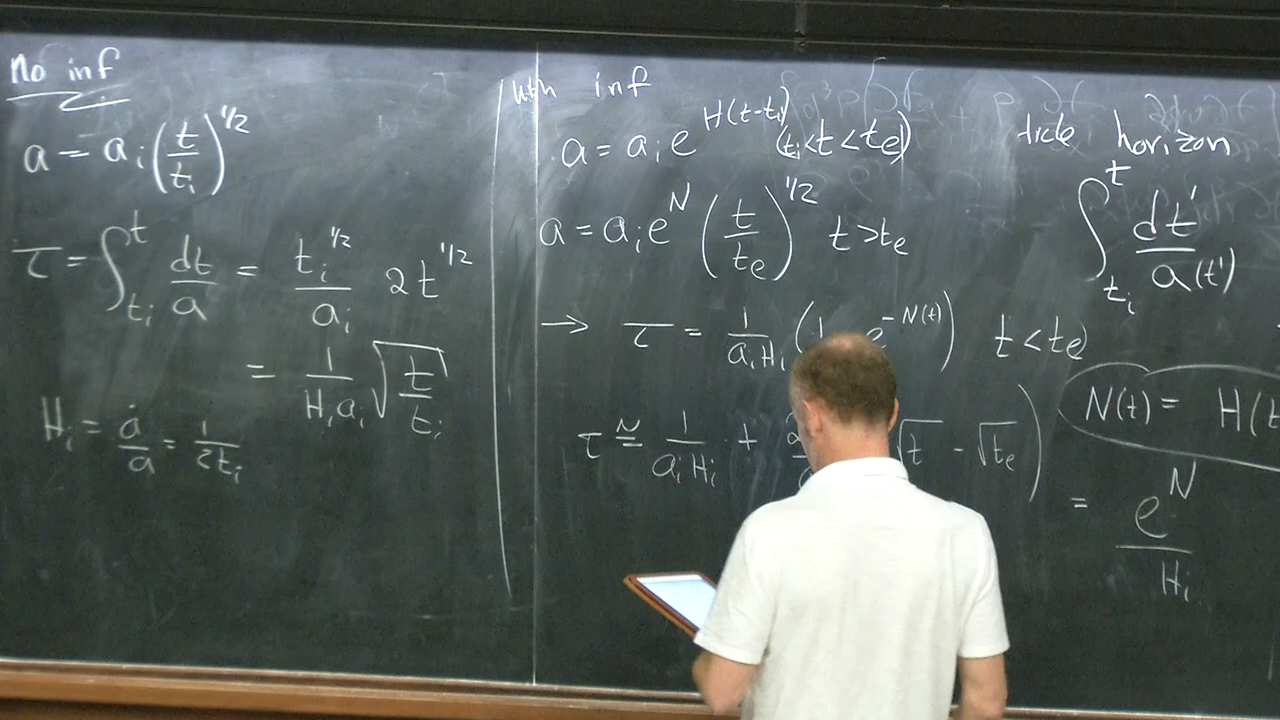 No inf
a = a_i (t/t_i)^{1/2}
τ = ∫_{t_i}^{t} dt/a = t_i^{1/2}/a_i 2t^{1/2}
= 1/(H_i a_i) √(t/t_i)
H_i = ȧ/a = 1/(2t_i)
With inf
a = a_i e^{H(t-t_i)} (t_i<t<t_e)
a = a_i e^N (t/t_e)^{1/2} t>t_e
→ τ = 1/(a_i H_i) (1 e^{-N(t)}) t<t_e
τ ≅ 1/(a_i H_i) + 2 √t - √t_e )
ticle horizon
∫_{t_i}^{t} dt'/a(t')
N(t) = H(t
= e^N/H_i